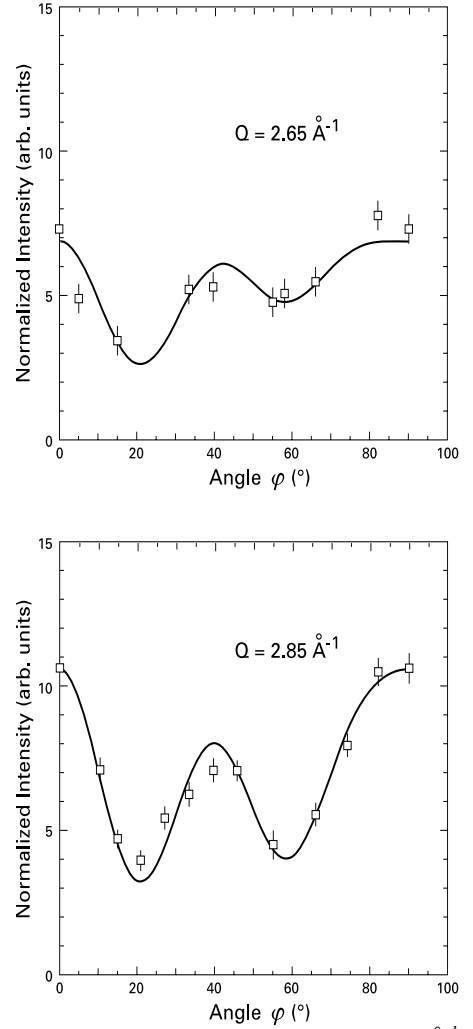 15
Q = 2.65 Å-1
10
5
0
Normalized Intensity (arb. units)
0 20 40 60 80 100
Angle φ (°)
15
Q = 2.85 Å-1
10
5
0
Normalized Intensity (arb. units)
0 20 40 60 80 100
Angle φ (°)